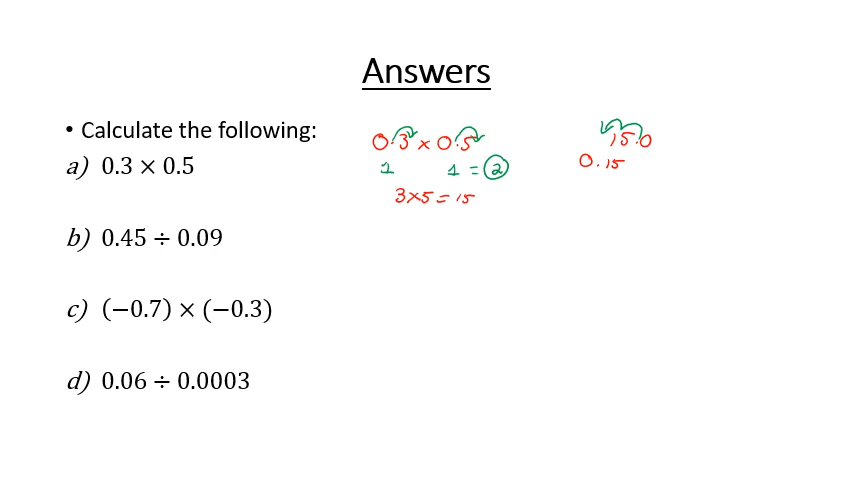 Answers
• Calculate the following:
a) 0.3 × 0.5
0.3 × 0.5
1 1 = 2
3×5 = 15
15.0
0.15
b) 0.45 ÷ 0.09
c) (−0.7) × (−0.3)
d) 0.06 ÷ 0.0003